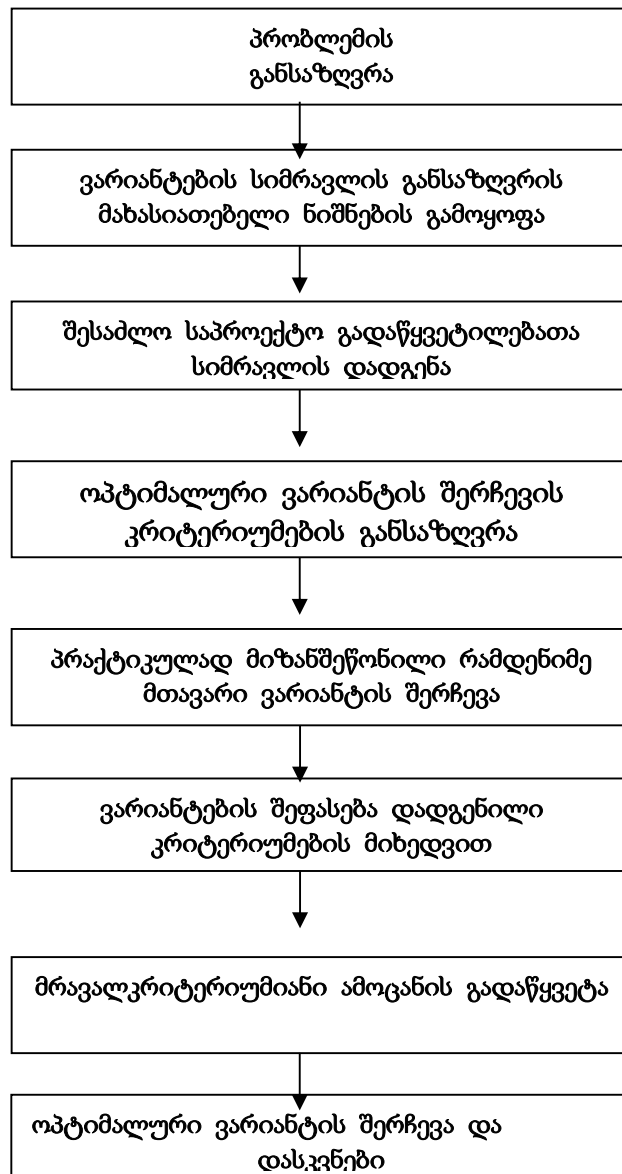 პრობლემის
განსაზღვრა
ვარიანტების სიმრავლის განსაზღვრის
მახასიათებელი ნიშნების გამოყოფა
შესაძლო საპროექტო გადაწყვეტილებათა
სიმრავლის დადგენა
ოპტიმალური ვარიანტის შერჩევის
კრიტერიუმების განსაზღვრა
პრაქტიკულად მიზანშეწონილი რამდენიმე
მთავარი ვარიანტის შერჩევა
ვარიანტების შეფასება დადგენილი
კრიტერიუმების მიხედვით
მრავალკრიტერიუმიანი ამოცანის გადაწყვეტა
ოპტიმალური ვარიანტის შერჩევა და
დასკვნები